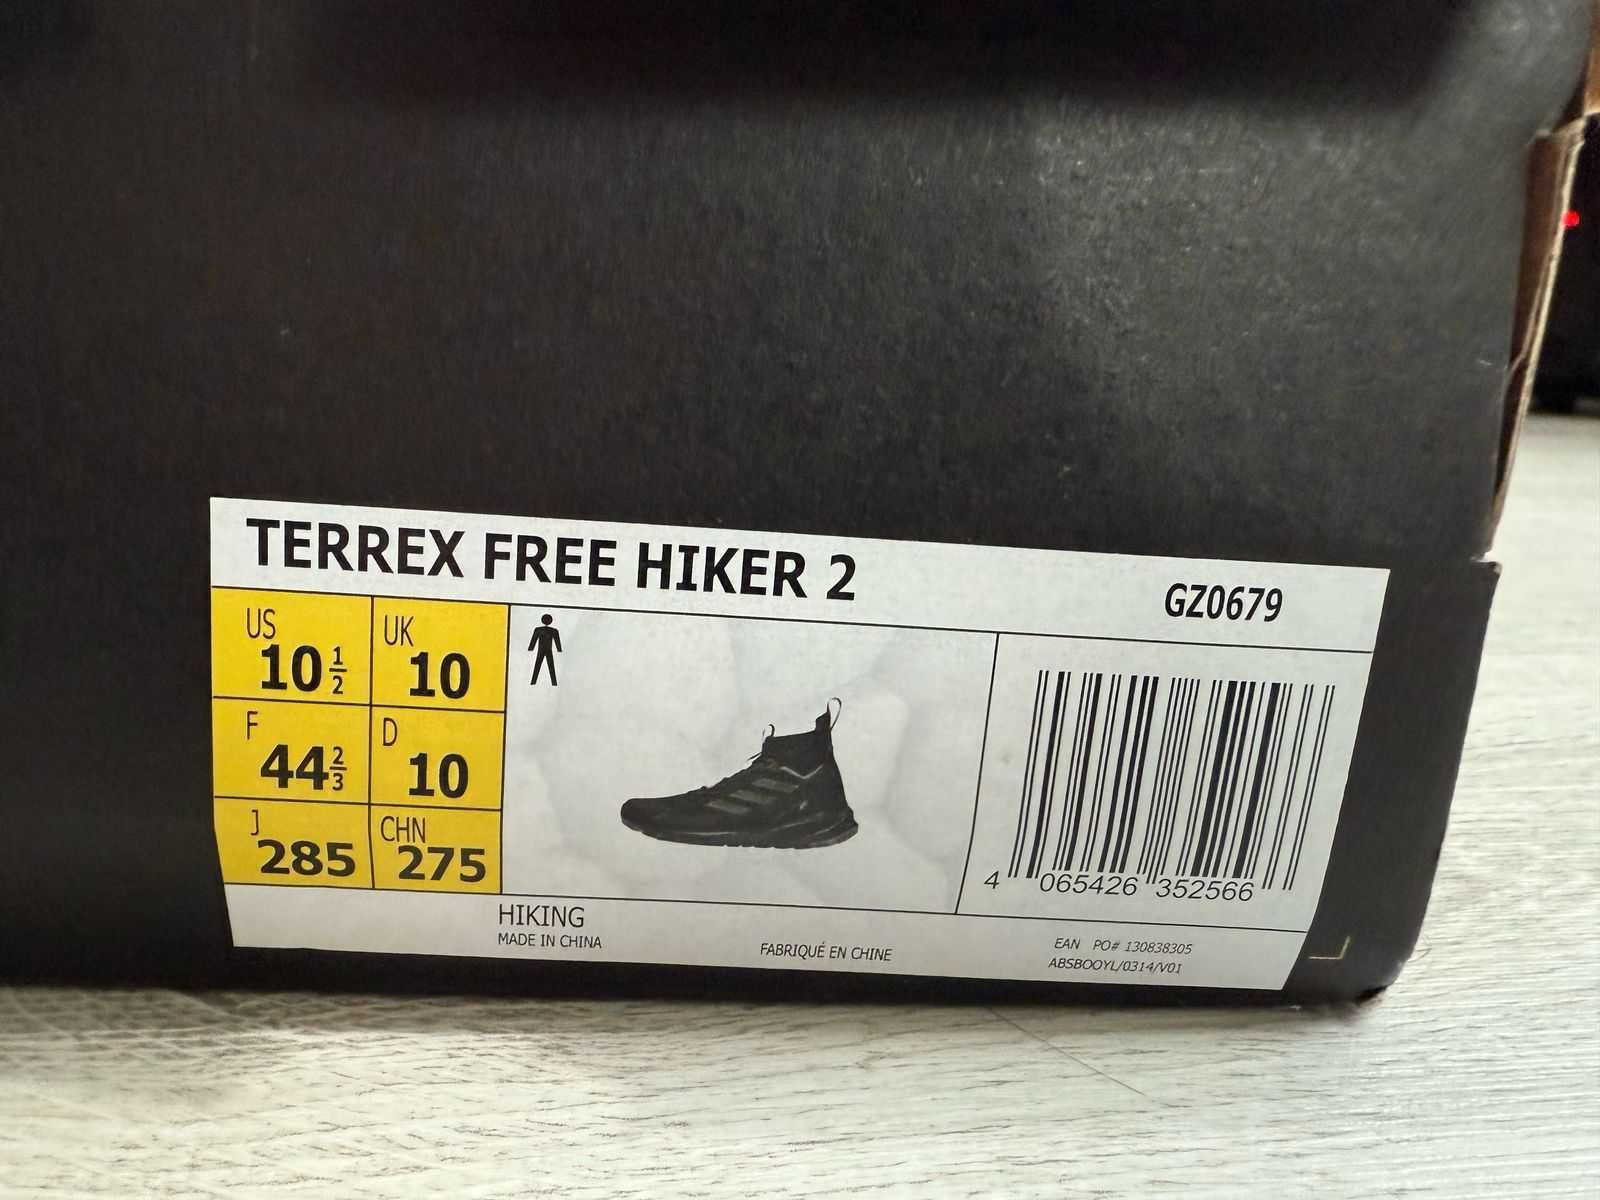 TERREX FREE HIKER 2
GZ0679
US
10 1/2
UK
10
F
44 2/3
D
10
J
285
CHN
275
4 065426 352566
HIKING
MADE IN CHINA
FABRIQUÉ EN CHINE
EAN PO# 130838305
ABSBOOYL/0314/V01